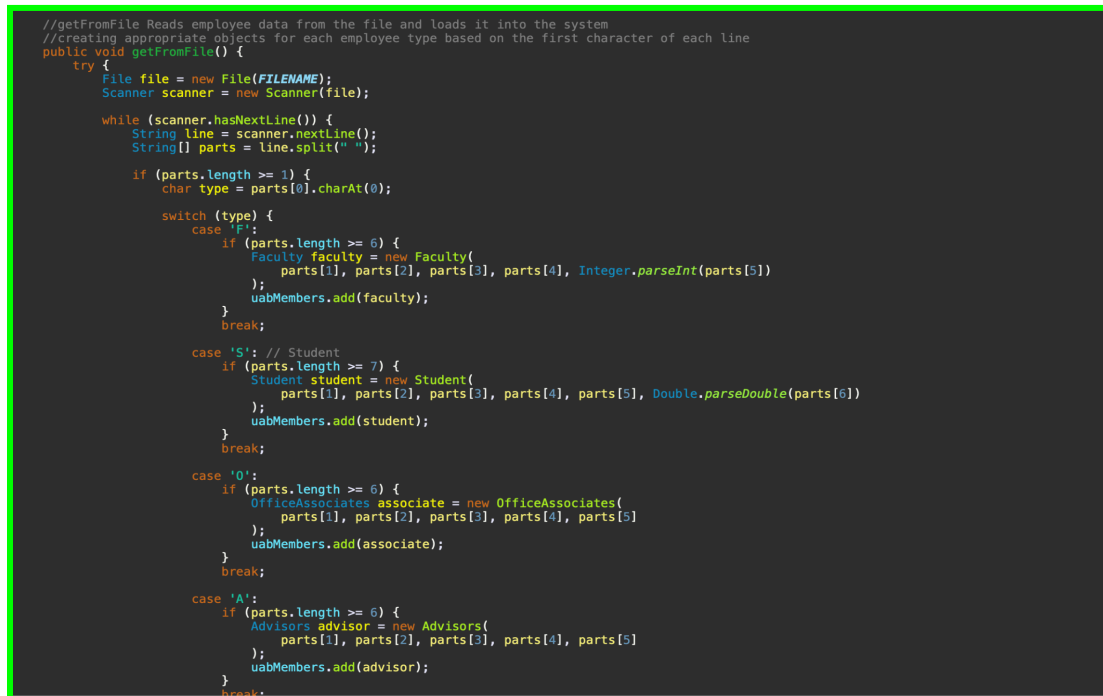 //getFromFile Reads employee data from the file and loads it into the system
//creating appropriate objects for each employee type based on the first character of each line
public void getFromFile() {
try {
File file = new File(FILENAME);
Scanner scanner = new Scanner(file);
while (scanner.hasNextLine()) {
String line = scanner.nextLine();
String[] parts = line.split(" ");
if (parts.length >= 1) {
char type = parts[0].charAt(0);
switch (type) {
case 'F':
if (parts.length >= 6) {
Faculty faculty = new Faculty(
parts[1], parts[2], parts[3], parts[4], Integer.parseInt(parts[5])
);
uabMembers.add(faculty);
}
break;
case 'S': // Student
if (parts.length >= 7) {
Student student = new Student(
parts[1], parts[2], parts[3], parts[4], parts[5], Double.parseDouble(parts[6])
);
uabMembers.add(student);
}
break;
case 'O':
if (parts.length >= 6) {
OfficeAssociates associate = new OfficeAssociates(
parts[1], parts[2], parts[3], parts[4], parts[5]
);
uabMembers.add(associate);
}
break;
case 'A':
if (parts.length >= 6) {
Advisors advisor = new Advisors(
parts[1], parts[2], parts[3], parts[4], parts[5]
);
uabMembers.add(advisor);
}
break;